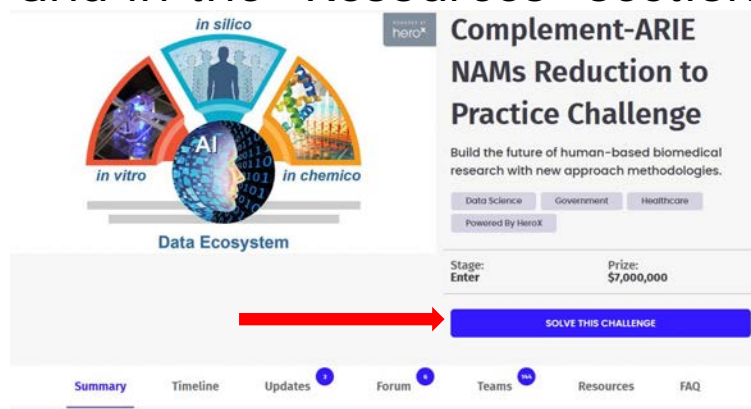 and in the "Resources" section
in silico
in vitro
AI
in chemico
Data Ecosystem
POWERED BY
herox
Complement-ARIE
NAMs Reduction to
Practice Challenge
Build the future of human-based biomedical
research with new approach methodologies.
Data Science Government Healthcare
Powered By HeroX
Stage: Prize:
Enter $7,000,000
SOLVE THIS CHALLENGE
Summary Timeline Updates Forum Teams 144 Resources FAQ